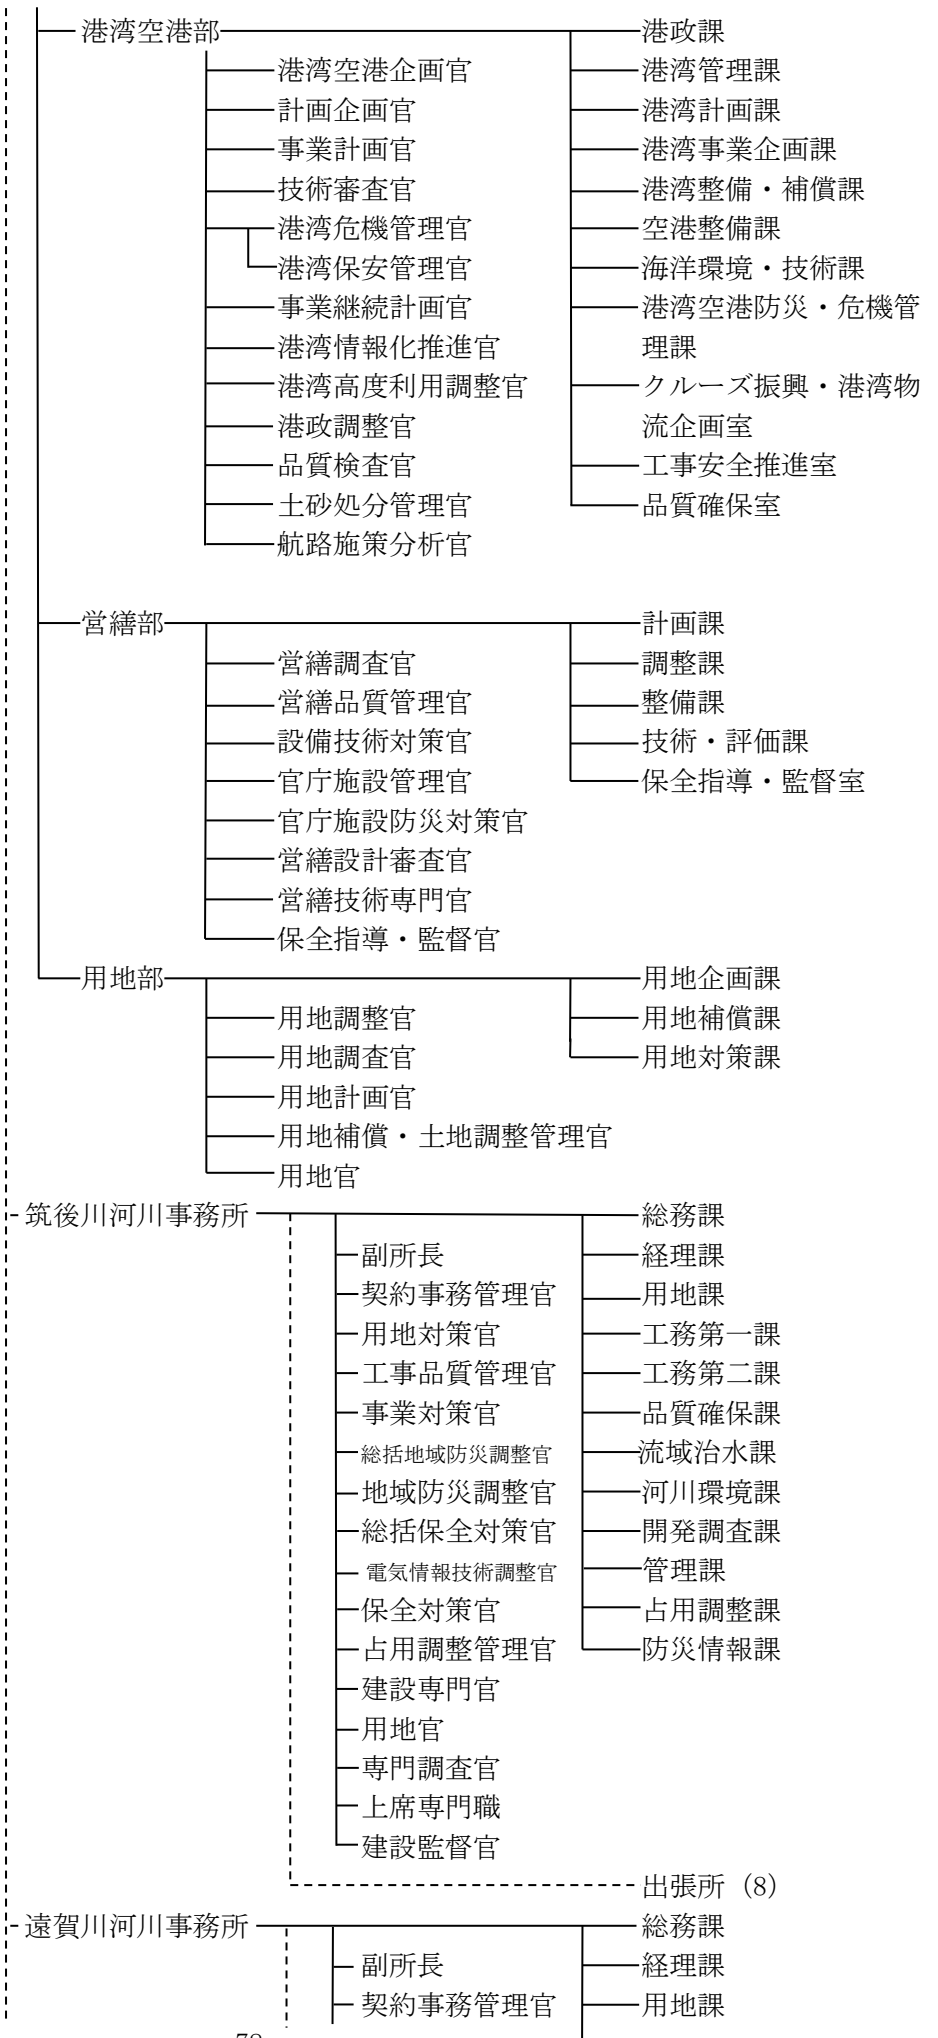 港湾空港部 港政課
港湾空港企画官 港湾管理課
計画企画官 港湾計画課
事業計画官 港湾事業企画課
技術審査官 港湾整備・補償課
港湾危機管理官 空港整備課
港湾保安管理官 海洋環境・技術課
事業継続計画官 港湾空港防災・危機管
港湾情報化推進官 理課
港湾高度利用調整官 クルーズ振興・港湾物
港政調整官 流企画室
品質検査官 工事安全推進室
土砂処分管理官 品質確保室
航路施策分析官
営繕部 計画課
営繕調査官 調整課
営繕品質管理官 整備課
設備技術対策官 技術・評価課
官庁施設管理官 保全指導・監督室
官庁施設防災対策官
営繕設計審査官
営繕技術専門官
保全指導・監督官
用地部 用地企画課
用地調整官 用地補償課
用地調査官 用地対策課
用地計画官
用地補償・土地調整管理官
用地官
筑後川河川事務所 総務課
副所長 経理課
契約事務管理官 用地課
用地対策官 工務第一課
工事品質管理官 工務第二課
事業対策官 品質確保課
総括地域防災調整官 流域治水課
地域防災調整官 河川環境課
総括保全対策官 開発調査課
電気情報技術調整官 管理課
保全対策官 占用調整課
占用調整管理官 防災情報課
建設専門官
用地官
専門調査官
上席専門職
建設監督官
出張所（8）
遠賀川河川事務所 総務課
副所長 経理課
契約事務管理官 用地課